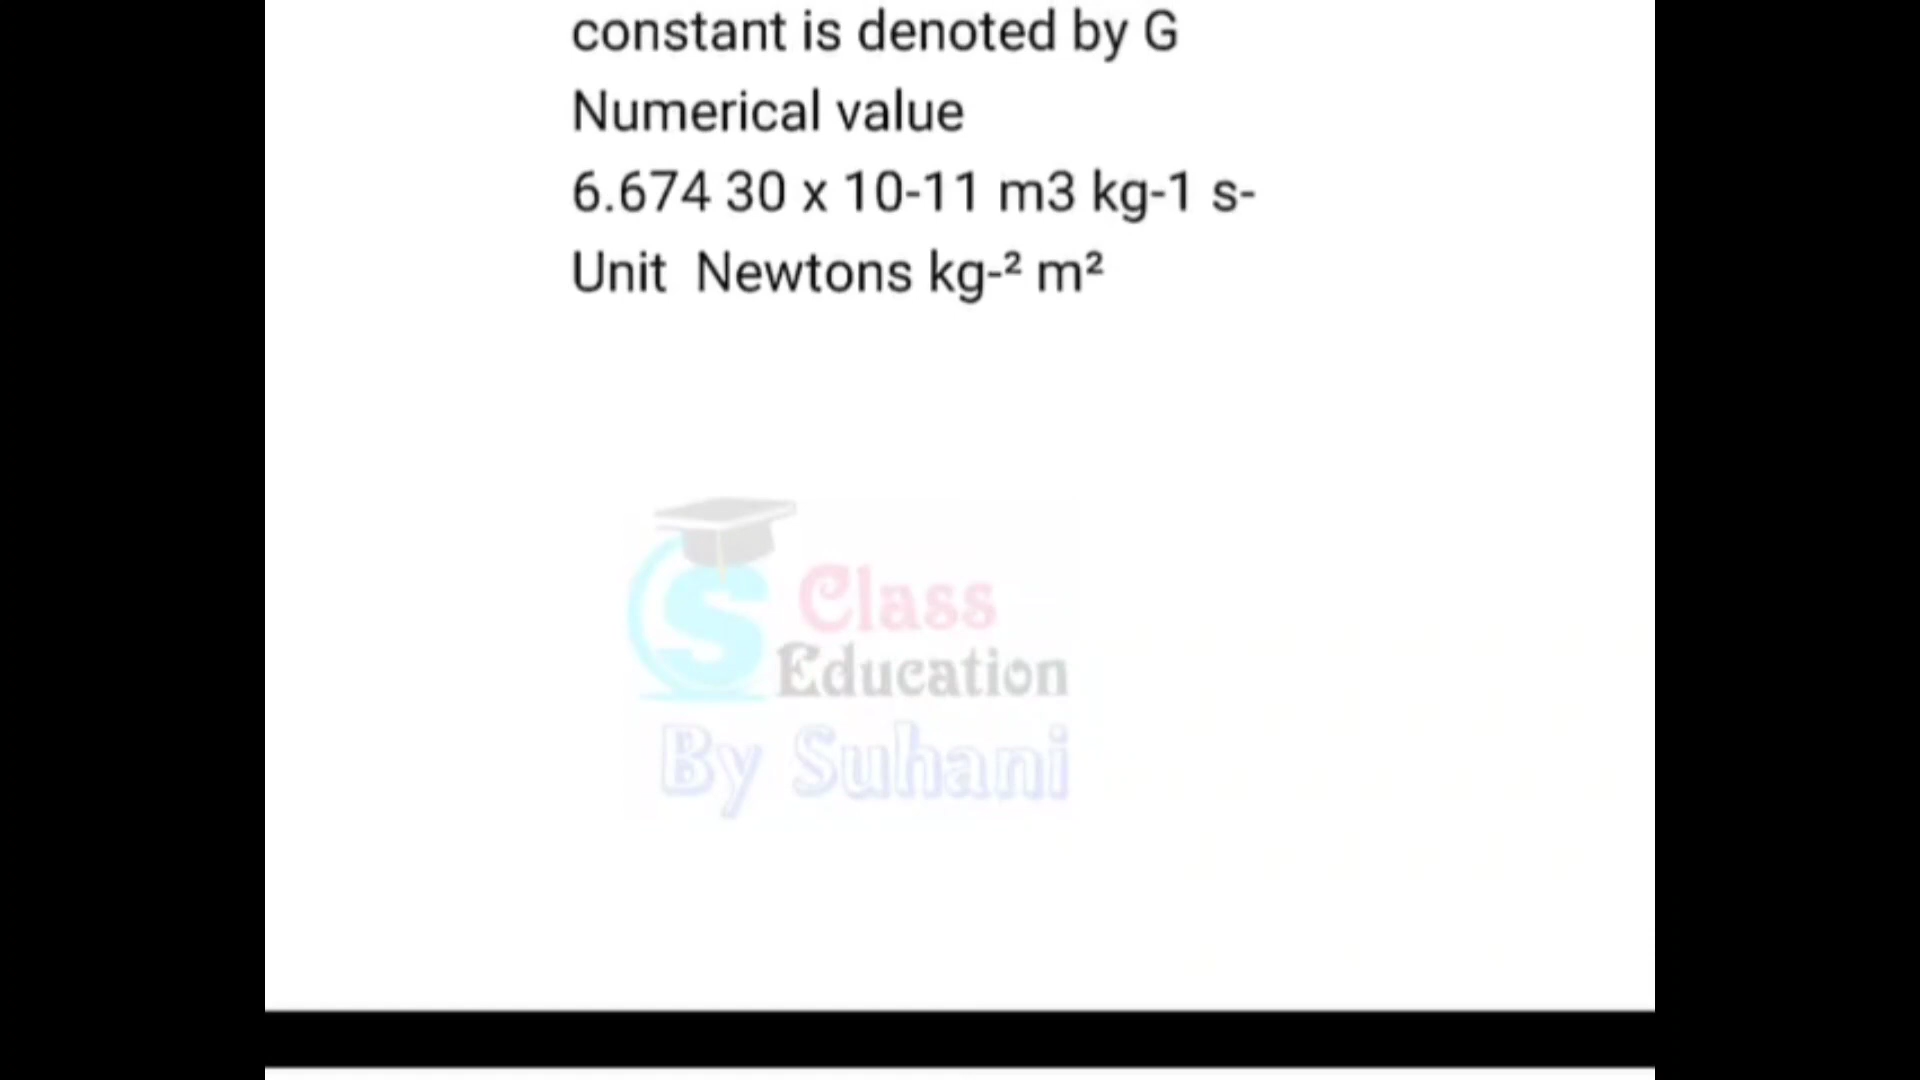 constant is denoted by G
Numerical value
6.674 30 x 10-11 m3 kg-1 s-
Unit Newtons kg-² m²
S Class
Education
By Suhani